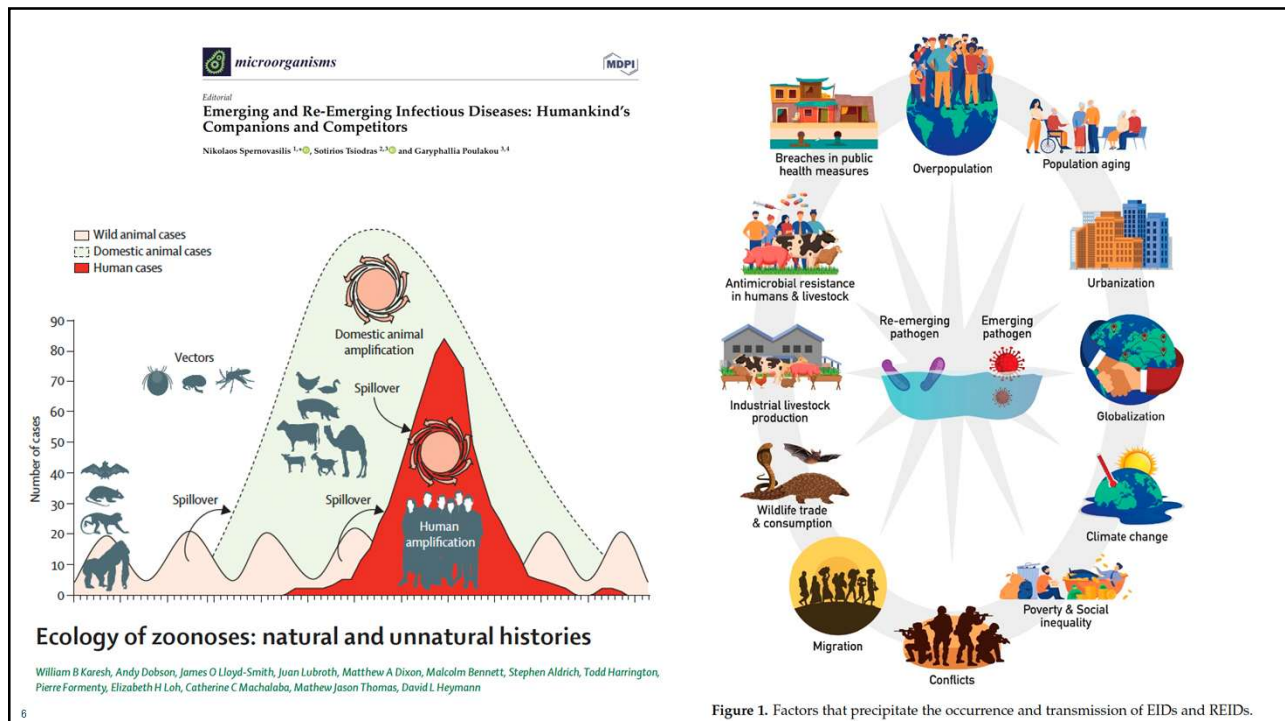 microorganisms
MDPI
Editorial
Emerging and Re-Emerging Infectious Diseases: Humankind's
Companions and Competitors
Nikolaos Spernovasilis 1,*, Sotirios Tsiodras 2,3 and Garyphallia Poulakou 3,4
Wild animal cases
Domestic animal cases
Human cases
Number of cases
90
80
70
60
50
40
30
20
10
0
Vectors
Spillover
Domestic animal
amplification
Spillover
Spillover
Human
amplification
Ecology of zoonoses: natural and unnatural histories
William B Karesh, Andy Dobson, James O Lloyd-Smith, Juan Lubroth, Matthew A Dixon, Malcolm Bennett, Stephen Aldrich, Todd Harrington,
Pierre Formenty, Elizabeth H Loh, Catherine C Machalaba, Mathew Jason Thomas, David L Heymann
6
Breaches in public
health measures
Overpopulation
Population aging
Antimicrobial resistance
in humans & livestock
Urbanization
Re-emerging
pathogen
Emerging
pathogen
Industrial livestock
production
Globalization
Wildlife trade
& consumption
Climate change
Migration
Poverty & Social
inequality
Conflicts
Figure 1. Factors that precipitate the occurrence and transmission of EIDs and REIDs.